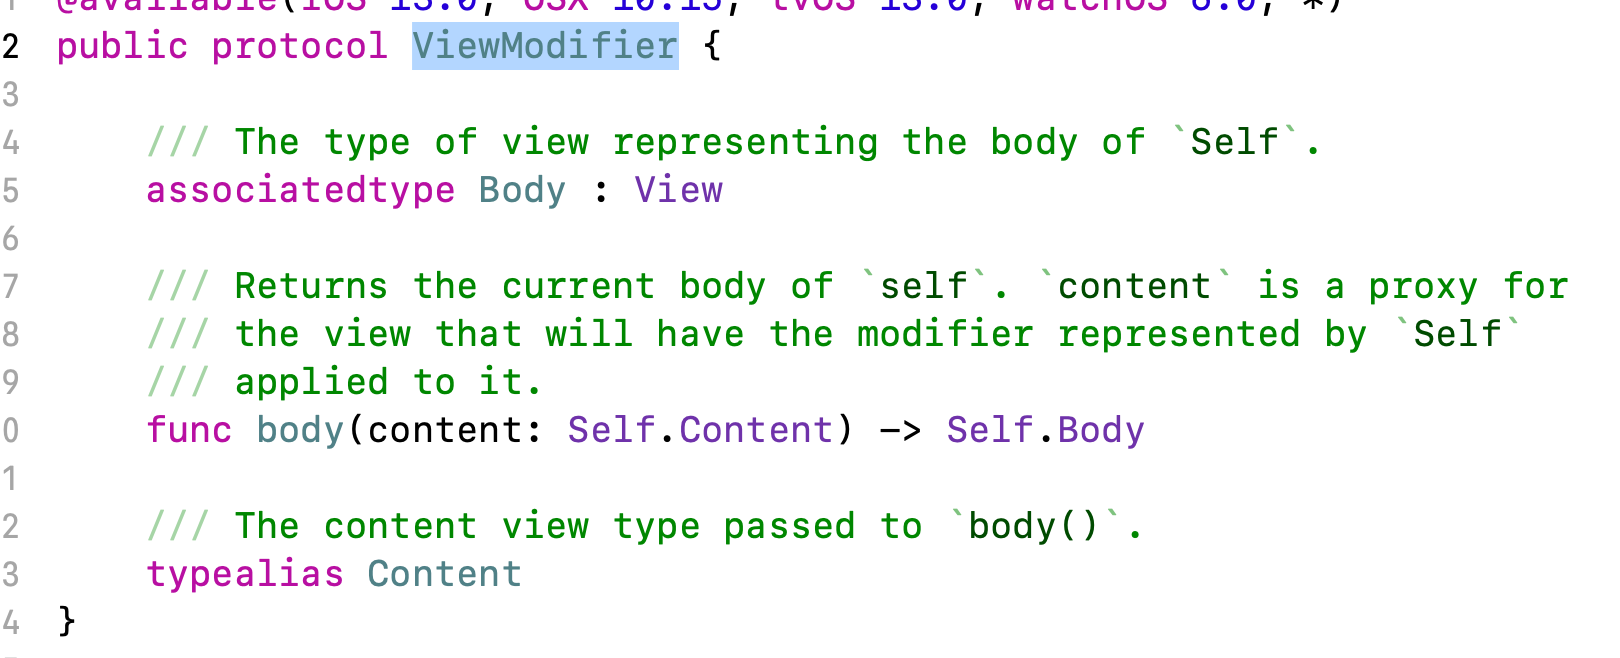 1 @available(iOS 13.0, OSX 10.15, tvOS 13.0, watchOS 6.0, *)
2 public protocol ViewModifier {
3
4 /// The type of view representing the body of `Self`.
5 associatedtype Body : View
6
7 /// Returns the current body of `self`. `content` is a proxy for
8 /// the view that will have the modifier represented by `Self`
9 /// applied to it.
0 func body(content: Self.Content) -> Self.Body
1
2 /// The content view type passed to `body()`.
3 typealias Content
4 }